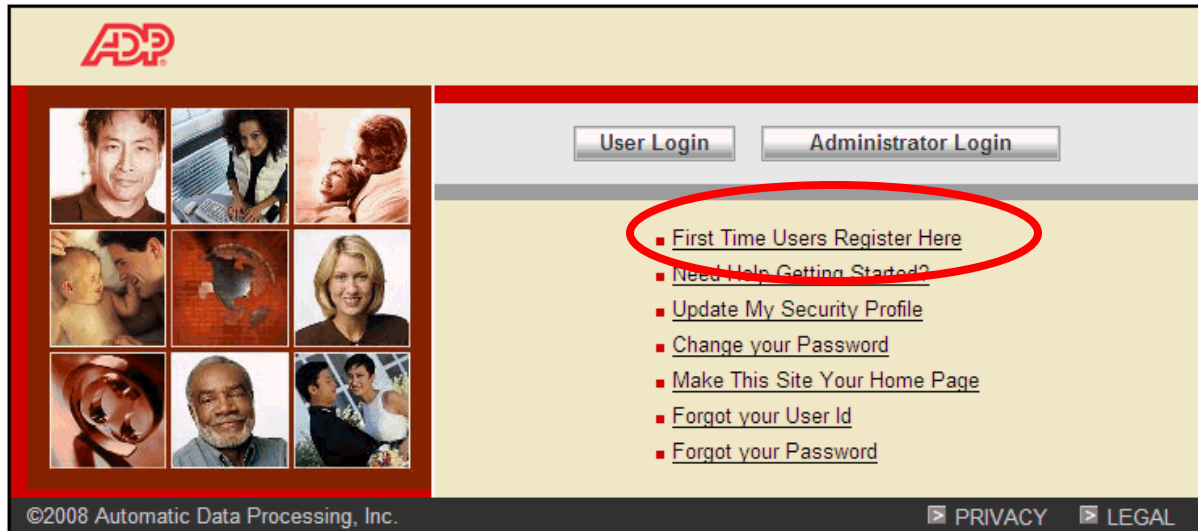 ADP
User Login Administrator Login
First Time Users Register Here
Need Help Getting Started?
Update My Security Profile
Change your Password
Make This Site Your Home Page
Forgot your User Id
Forgot your Password
©2008 Automatic Data Processing, Inc. PRIVACY LEGAL